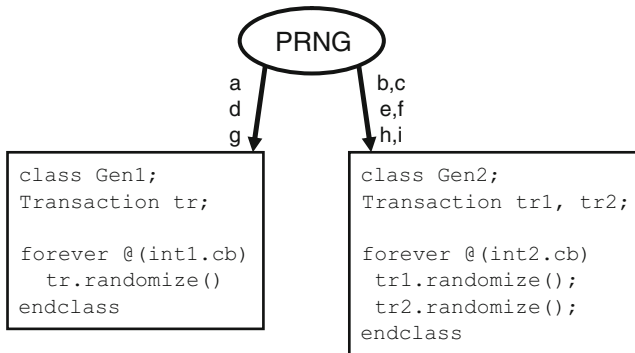 PRNG
a
d
g
b,c
e,f
h,i
class Gen1;
Transaction tr;
forever @(int1.cb)
tr.randomize()
endclass
class Gen2;
Transaction tr1, tr2;
forever @(int2.cb)
tr1.randomize();
tr2.randomize();
endclass